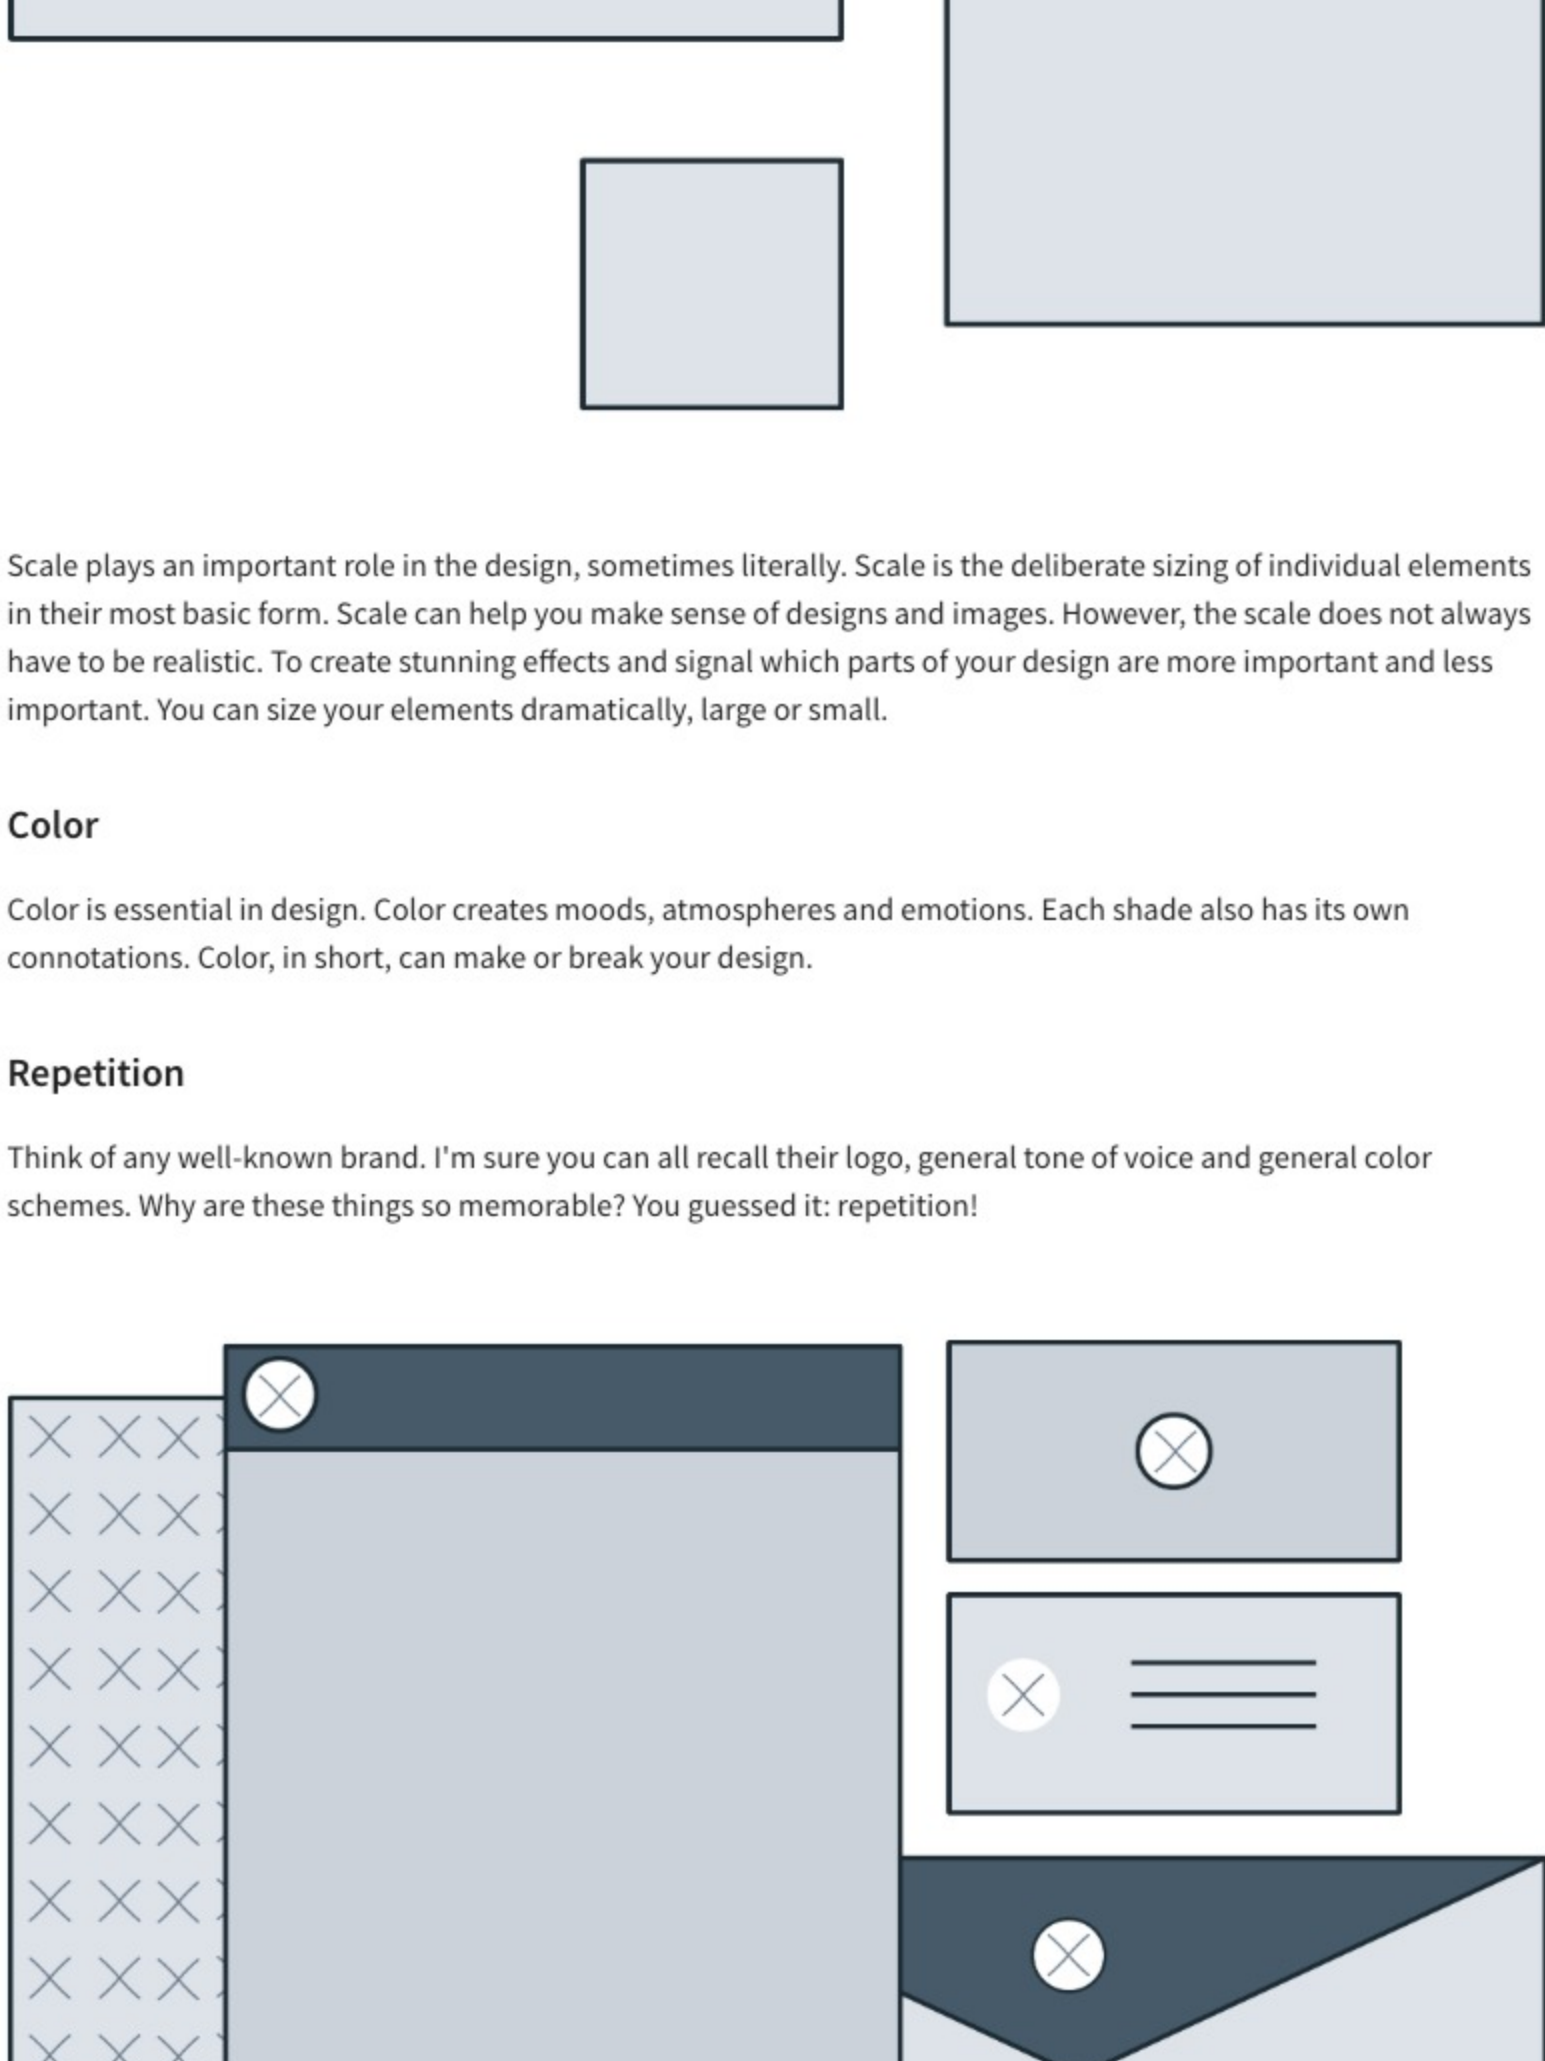 Scale plays an important role in the design, sometimes literally. Scale is the deliberate sizing of individual elements
in their most basic form. Scale can help you make sense of designs and images. However, the scale does not always
have to be realistic. To create stunning effects and signal which parts of your design are more important and less
important. You can size your elements dramatically, large or small.
Color
Color is essential in design. Color creates moods, atmospheres and emotions. Each shade also has its own
connotations. Color, in short, can make or break your design.
Repetition
Think of any well-known brand. I'm sure you can all recall their logo, general tone of voice and general color
schemes. Why are these things so memorable? You guessed it: repetition!